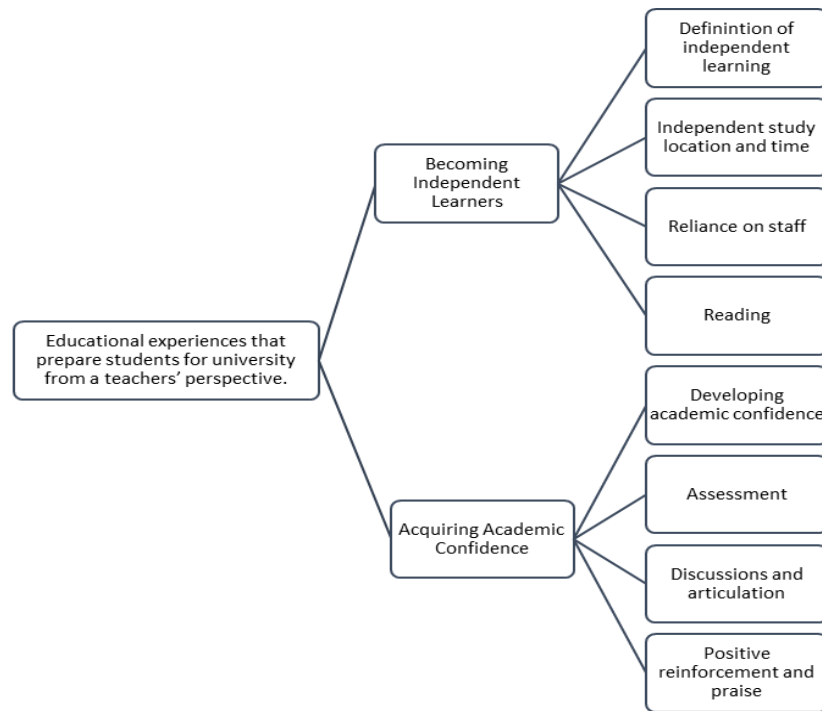 Definintion of
independent
learning
Independent study
location and time
Becoming
Independent
Learners
Reliance on staff
Reading
Educational experiences that
prepare students for university
from a teachers’ perspective.
Developing
academic confidence
Assessment
Acquiring Academic
Confidence
Discussions and
articulation
Positive
reinforcement and
praise